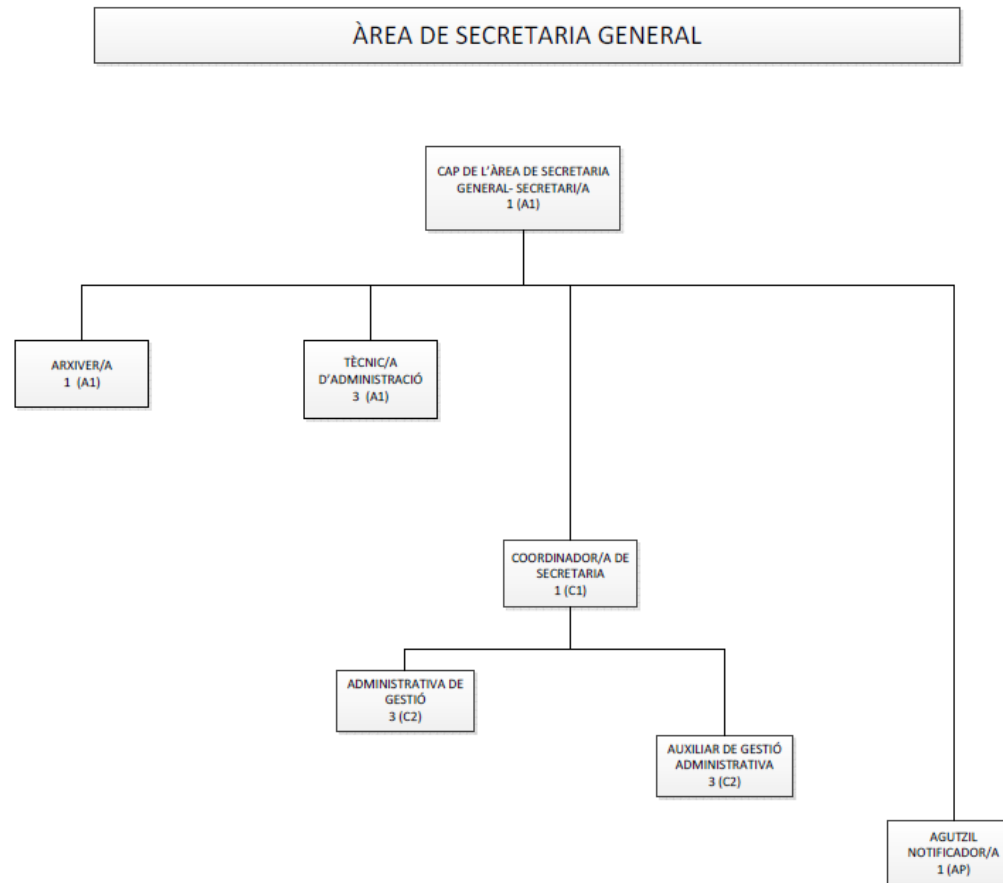 ÀREA DE SECRETARIA GENERAL
CAP DE L'ÀREA DE SECRETARIA
GENERAL- SECRETARI/A
1 (A1)
ARXIVER/A
1 (A1)
TÈCNIC/A
D'ADMINISTRACIÓ
3 (A1)
COORDINADOR/A DE
SECRETARIA
1 (C1)
ADMINISTRATIVA DE
GESTIÓ
3 (C2)
AUXILIAR DE GESTIÓ
ADMINISTRATIVA
3 (C2)
AGUTZIL
NOTIFICADOR/A
1 (AP)